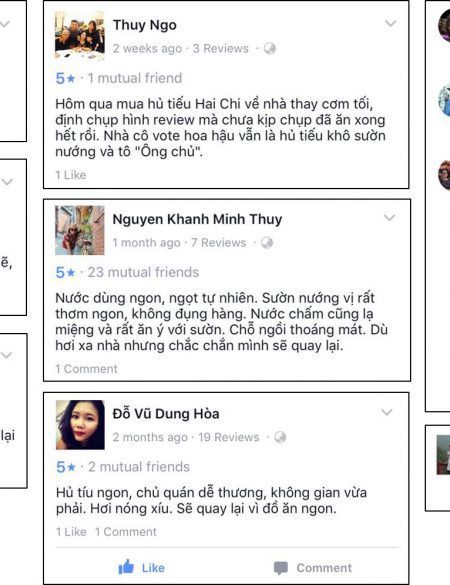 Thuy Ngo
2 weeks ago · 3 Reviews ·
5★ · 1 mutual friend
Hôm qua mua hủ tiếu Hai Chi về nhà thay cơm tối,
định chụp hình review mà chưa kịp chụp đã ăn xong
hết rồi. Nhà cô vote hoa hậu vẫn là hủ tiếu khô sườn
nướng và tô "Ông chủ".
1 Like
Nguyen Khanh Minh Thuy
1 month ago · 7 Reviews ·
5★ · 23 mutual friends
Nước dùng ngon, ngọt tự nhiên. Sườn nướng vị rất
thơm ngon, không đụng hàng. Nước chấm cũng lạ
miệng và rất ăn ý với sườn. Chỗ ngồi thoáng mát. Dù
hơi xa nhà nhưng chắc chắn mình sẽ quay lại.
1 Comment
Đỗ Vũ Dung Hòa
2 months ago · 19 Reviews ·
5★ · 2 mutual friends
Hủ tíu ngon, chủ quán dễ thương, không gian vừa
phải. Hơi nóng xíu. Sẽ quay lại vì đồ ăn ngon.
1 Like 1 Comment
Like Comment
lại